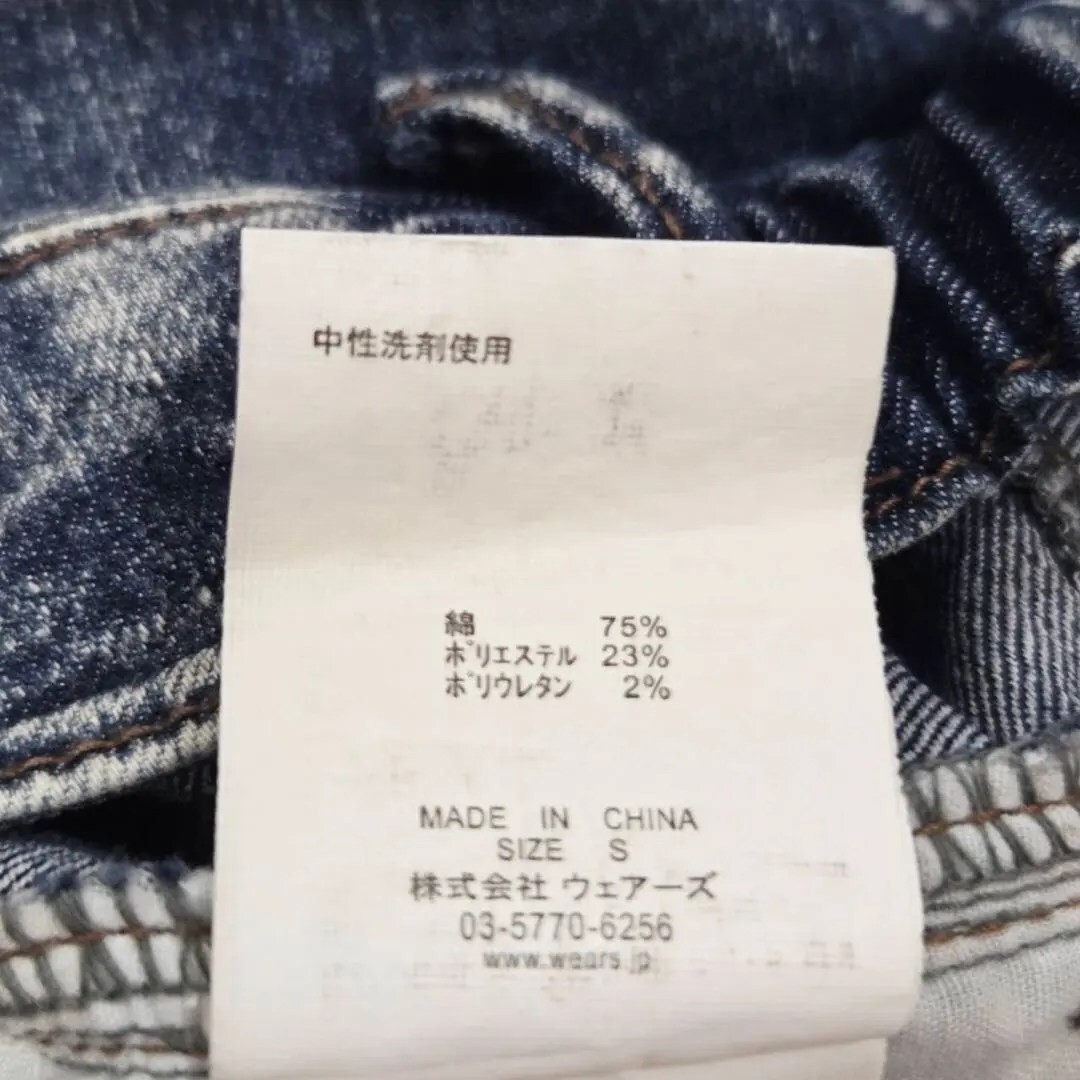 中性洗剤使用
綿 75%
ポリエステル 23%
ポリウレタン 2%
MADE IN CHINA
SIZE S
株式会社 ウェアーズ
03-5770-6256
www.wears.jp